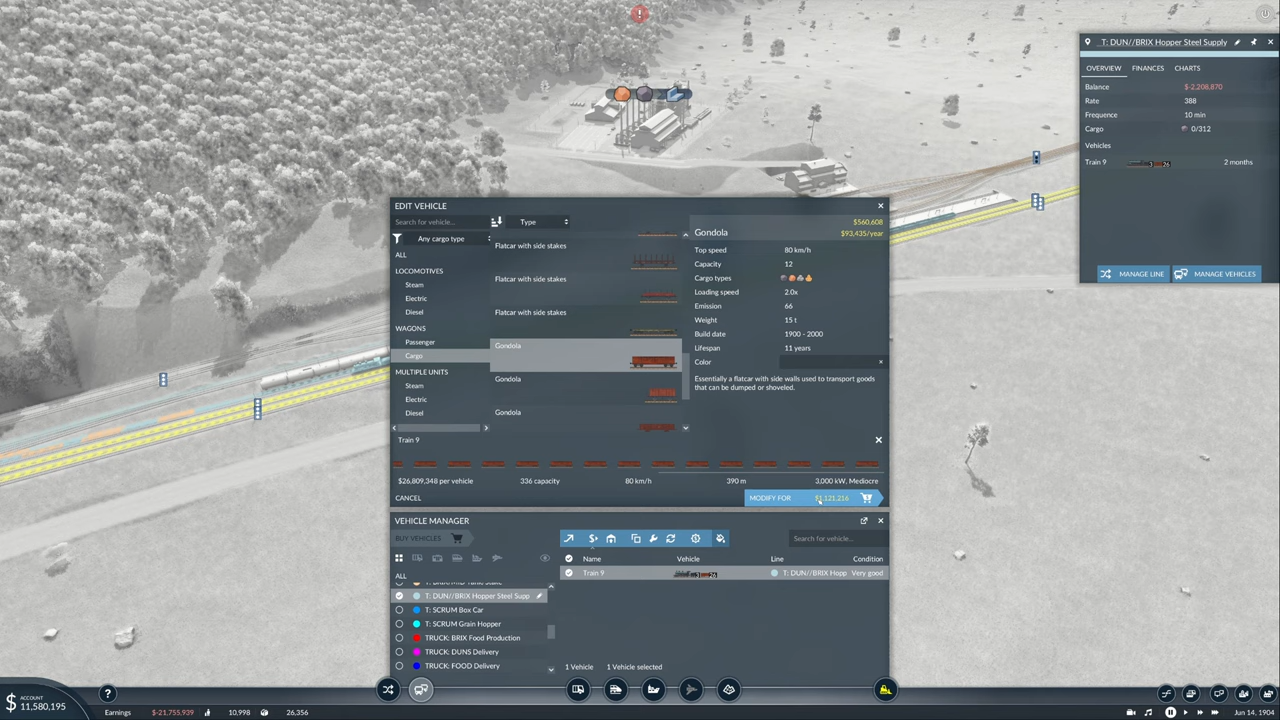 T: DUN//BRIX Hopper Steel Supply
OVERVIEW FINANCES CHARTS
Balance $-2,208,870
Rate 388
Frequency 10 min
Cargo 0/312
Vehicles
Train 9 2 months
MANAGE LINE MANAGE VEHICLES
EDIT VEHICLE
Search for vehicle... Type
Any cargo type
ALL
LOCOMOTIVES
Steam
Electric
Diesel
WAGONS
Passenger
Cargo
MULTIPLE UNITS
Steam
Electric
Diesel
Flatcar with side stakes
Flatcar with side stakes
Flatcar with side stakes
Gondola
Gondola
Gondola
$560,608
Gondola $93,435/year
Top speed 80 km/h
Capacity 12
Cargo types
Loading speed 2.0x
Emission 66
Weight 15 t
Build date 1900 - 2000
Lifespan 11 years
Color
Essentially a flatcar with side walls used to transport goods
that can be dumped or shoveled.
Train 9
$26,809,348 per vehicle 336 capacity 80 km/h 390 m 3,000 kW, Mediocre
CANCEL MODIFY FOR $1,121,216
VEHICLE MANAGER
BUY VEHICLES Search for vehicle...
Name Vehicle Line Condition
Train 9 T: DUN//BRIX Hopp Very good
ALL
T: DUN//BRIX Hopper Steel Supp
T: SCRUM Box Car
T: SCRUM Grain Hopper
TRUCK: BRIX Food Production
TRUCK: DUNS Delivery
TRUCK: FOOD Delivery
1 Vehicle 1 Vehicle selected
$ ACCOUNT
11,580,195
?
Earnings $-21,755,939 10,998 26,356
Jun 14, 1904